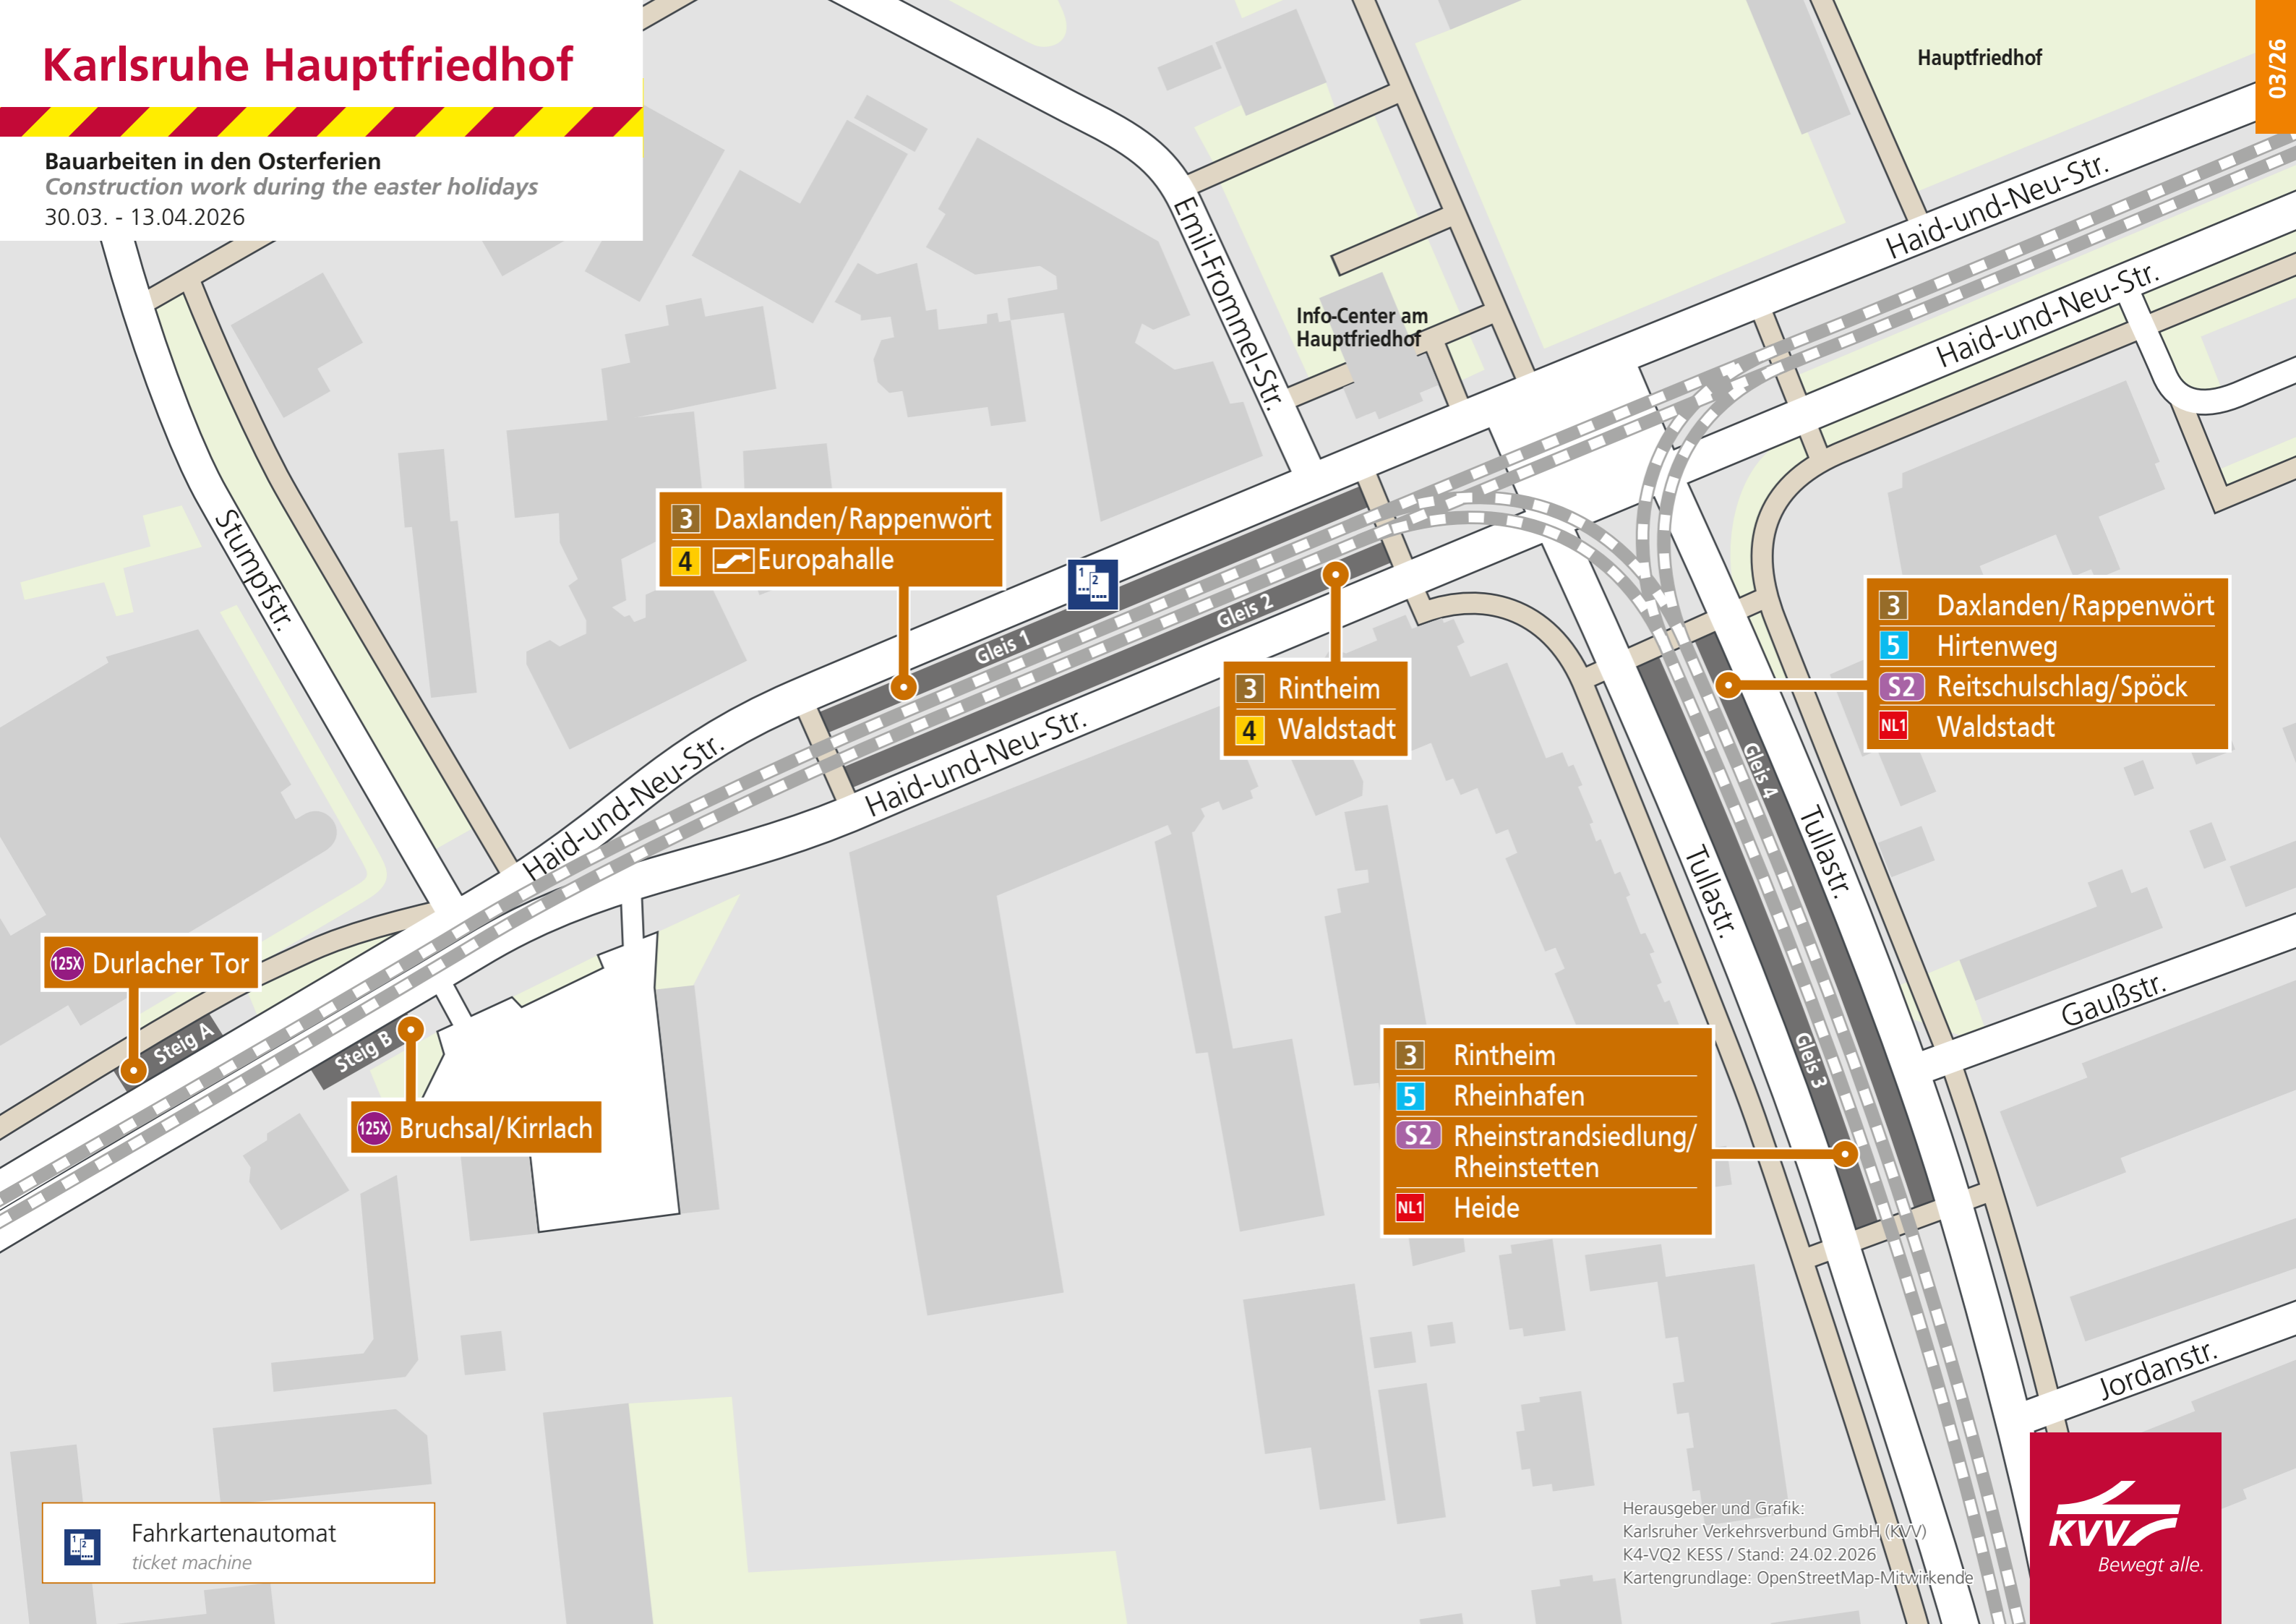 Karlsruhe Hauptfriedhof
Bauarbeiten in den Osterferien
Construction work during the easter holidays
30.03. - 13.04.2026
03/26
Hauptfriedhof
Haid-und-Neu-Str.
Haid-und-Neu-Str.
Emil-Frommel-Str.
Info-Center am
Hauptfriedhof
Stumpfstr.
3 Daxlanden/Rappenwört
4 Europahalle
1 2
Gleis 1
Gleis 2
3 Rintheim
4 Waldstadt
3 Daxlanden/Rappenwört
5 Hirtenweg
S2 Reitschulschlag/Spöck
NL1 Waldstadt
Haid-und-Neu-Str.
Haid-und-Neu-Str.
Gleis 4
Tullastr.
Tullastr.
Gleis 3
Gaußstr.
125X Durlacher Tor
Steig A
Steig B
125X Bruchsal/Kirrlach
3 Rintheim
5 Rheinhafen
S2 Rheinstrandsiedlung/
Rheinstetten
NL1 Heide
Jordanstr.
1 2
Fahrkartenautomat
ticket machine
Herausgeber und Grafik:
Karlsruher Verkehrsverbund GmbH (KVV)
K4-VQ2 KESS / Stand: 24.02.2026
Kartengrundlage: OpenStreetMap-Mitwirkende
KVV
Bewegt alle.